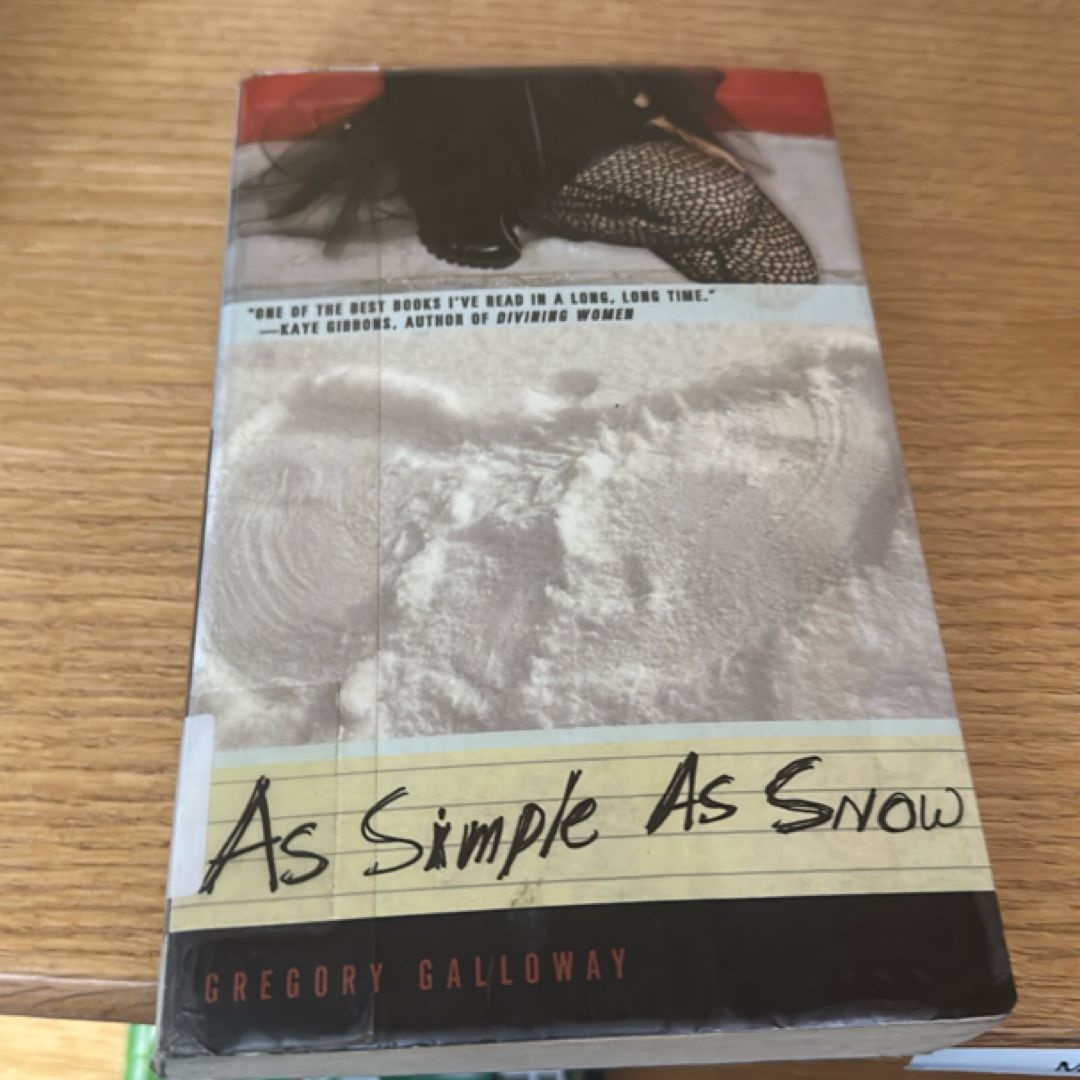 "ONE OF THE BEST BOOKS I'VE READ IN A LONG, LONG TIME."
—KAYE GIBBONS, AUTHOR OF DIVINING WOMEN
As Simple As Snow
GREGORY GALLOWAY